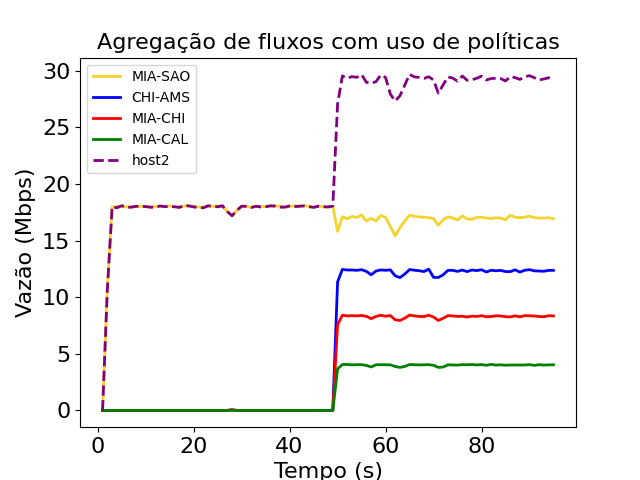 Agregação de fluxos com uso de políticas
MIA-SAO
CHI-AMS
MIA-CHI
MIA-CAL
host2
Vazão (Mbps)
30
25
20
15
10
5
0
0 20 40 60 80
Tempo (s)